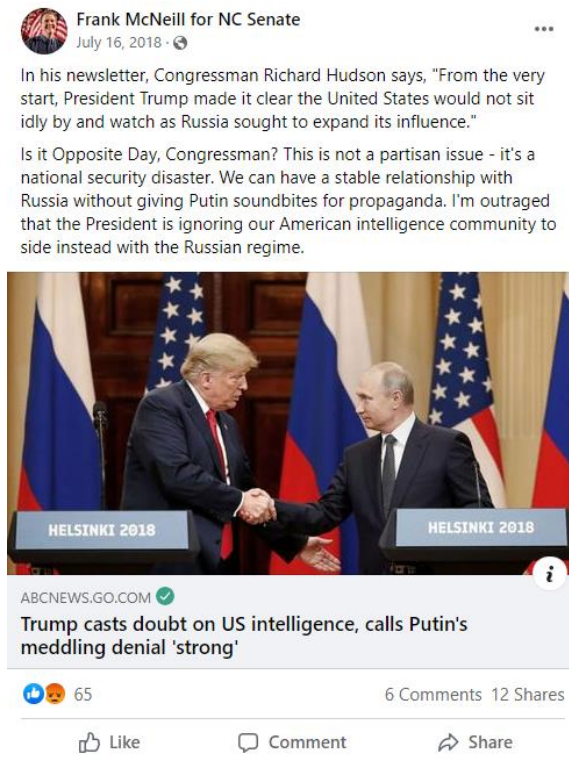 Frank McNeill for NC Senate
July 16, 2018 ·
In his newsletter, Congressman Richard Hudson says, "From the very
start, President Trump made it clear the United States would not sit
idly by and watch as Russia sought to expand its influence."
Is it Opposite Day, Congressman? This is not a partisan issue - it's a
national security disaster. We can have a stable relationship with
Russia without giving Putin soundbites for propaganda. I'm outraged
that the President is ignoring our American intelligence community to
side instead with the Russian regime.
HELSINKI 2018
HELSINKI 2018
i
ABCNEWS.GO.COM
Trump casts doubt on US intelligence, calls Putin's
meddling denial 'strong'
65 6 Comments 12 Shares
Like Comment Share